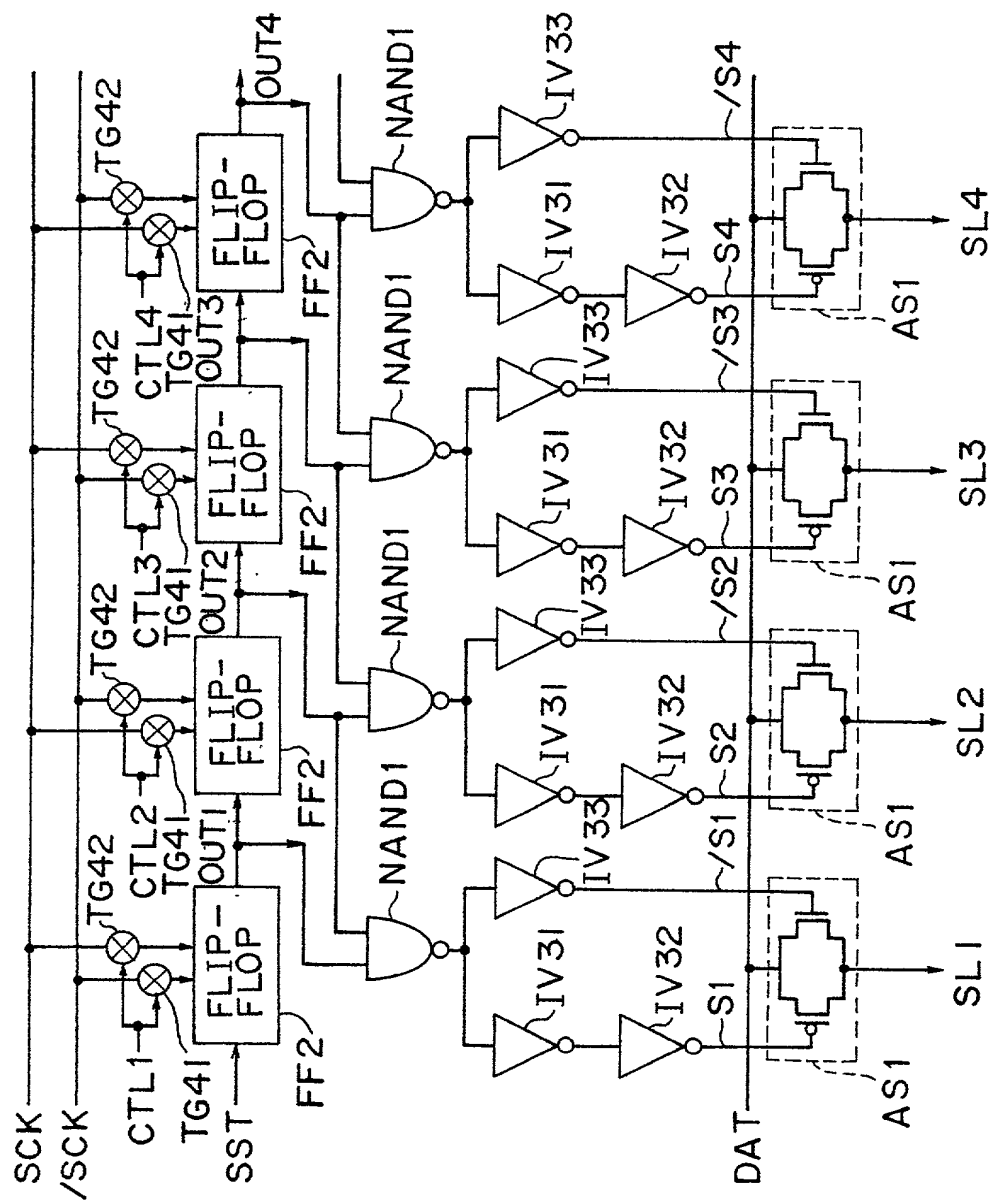 SCK
/SCK
CTL1
TG42
TG41
CTL2
TG42
TG41
CTL3
TG42
TG41
CTL4
TG42
TG41
SST
FLIP-
FLOP
FF2
OUT1
FLIP-
FLOP
FF2
OUT2
FLIP-
FLOP
FF2
OUT3
FLIP-
FLOP
FF2
OUT4
NAND1
NAND1
NAND1
NAND1
IV31
IV33
IV31
IV33
IV31
IV33
IV31
IV33
IV32
IV32
IV32
IV32
S1
/S1
S2
/S2
S3
/S3
S4
/S4
DAT
AS1
AS1
AS1
AS1
SL1
SL2
SL3
SL4